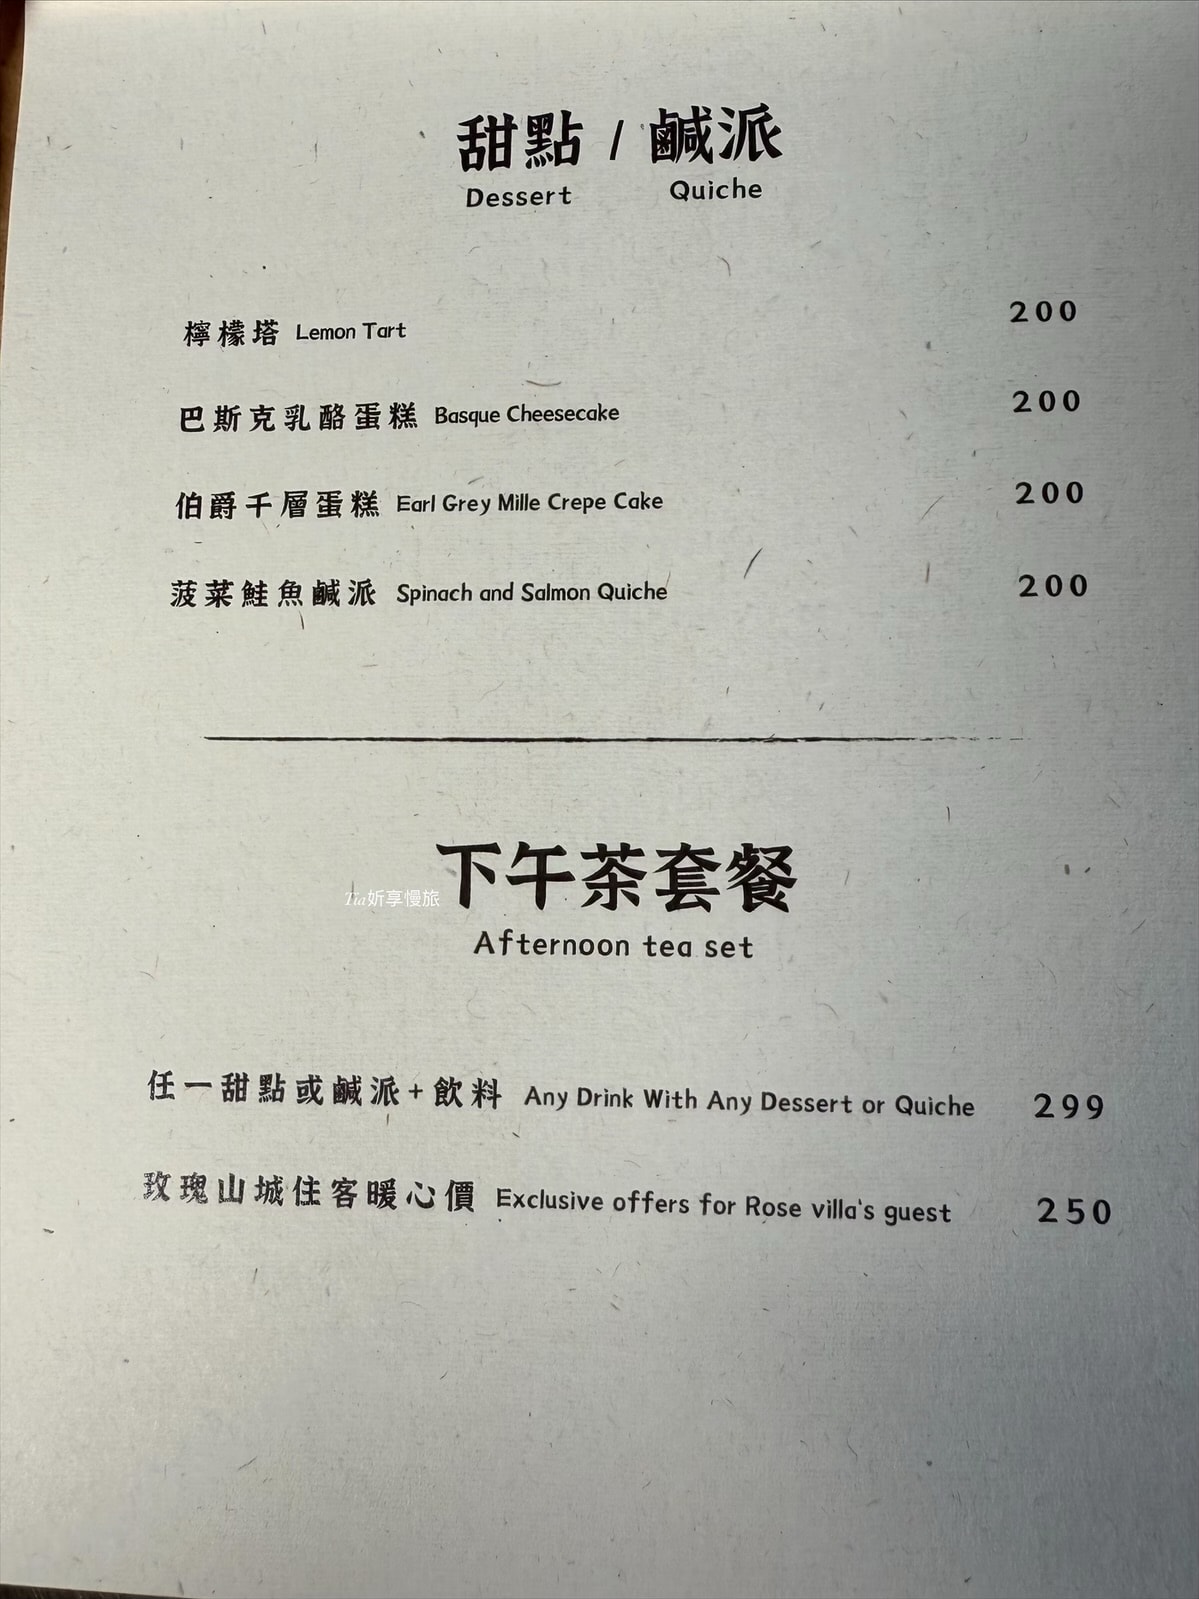 甜點 / 鹹派
Dessert Quiche
檸檬塔 Lemon Tart 200
巴斯克乳酪蛋糕 Basque Cheesecake 200
伯爵千層蛋糕 Earl Grey Mille Crepe Cake 200
菠菜鮭魚鹹派 Spinach and Salmon Quiche 200
下午茶套餐
Tia妡享慢旅
Afternoon tea set
任一甜點或鹹派+飲料 Any Drink With Any Dessert or Quiche 299
玫瑰山城住客暖心價 Exclusive offers for Rose villa's guest 250